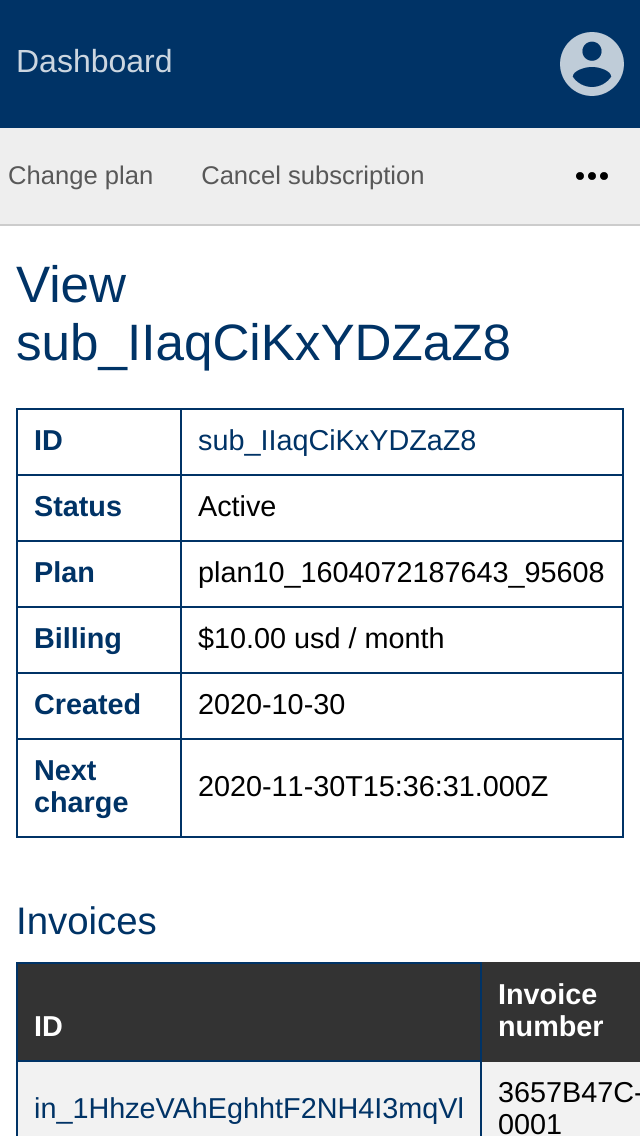 Dashboard
Change plan Cancel subscription •••
View
sub_IIaqCiKxYDZaZ8
ID sub_IIaqCiKxYDZaZ8
Status Active
Plan plan10_1604072187643_95608
Billing $10.00 usd / month
Created 2020-10-30
Next
charge 2020-11-30T15:36:31.000Z
Invoices
Invoice
ID number
3657B47C-
in_1HhzeVAhEghhtF2NH4I3mqVl
0001